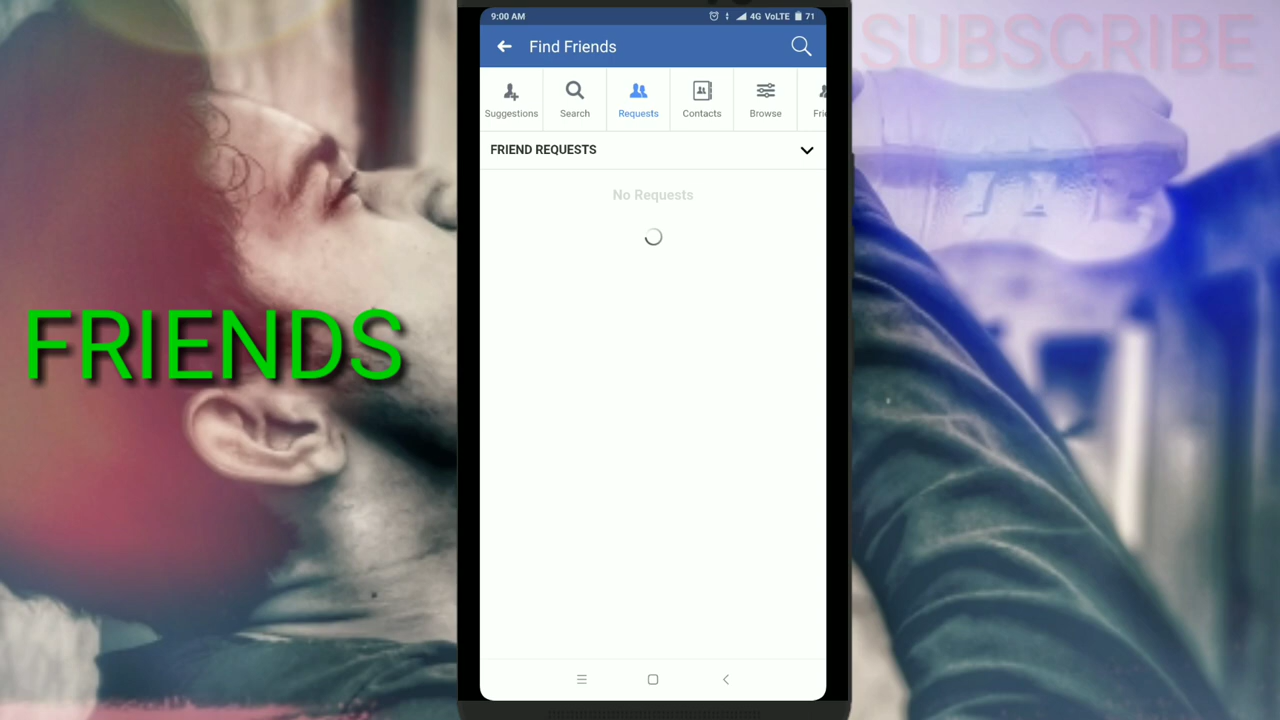 SUBSCRIBE
9:00 AM
4G VoLTE 71
Find Friends
Suggestions
Search
Requests
Contacts
Browse
Frie
FRIEND REQUESTS
No Requests
FRIENDS